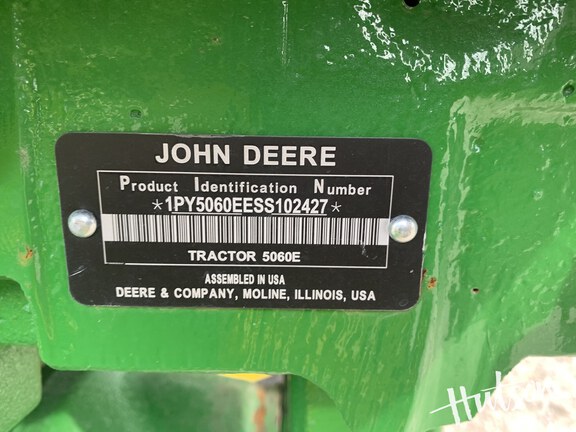 JOHN DEERE
Product Identification Number
*1PY5060EESS102427*
TRACTOR 5060E
ASSEMBLED IN USA
DEERE & COMPANY, MOLINE, ILLINOIS, USA